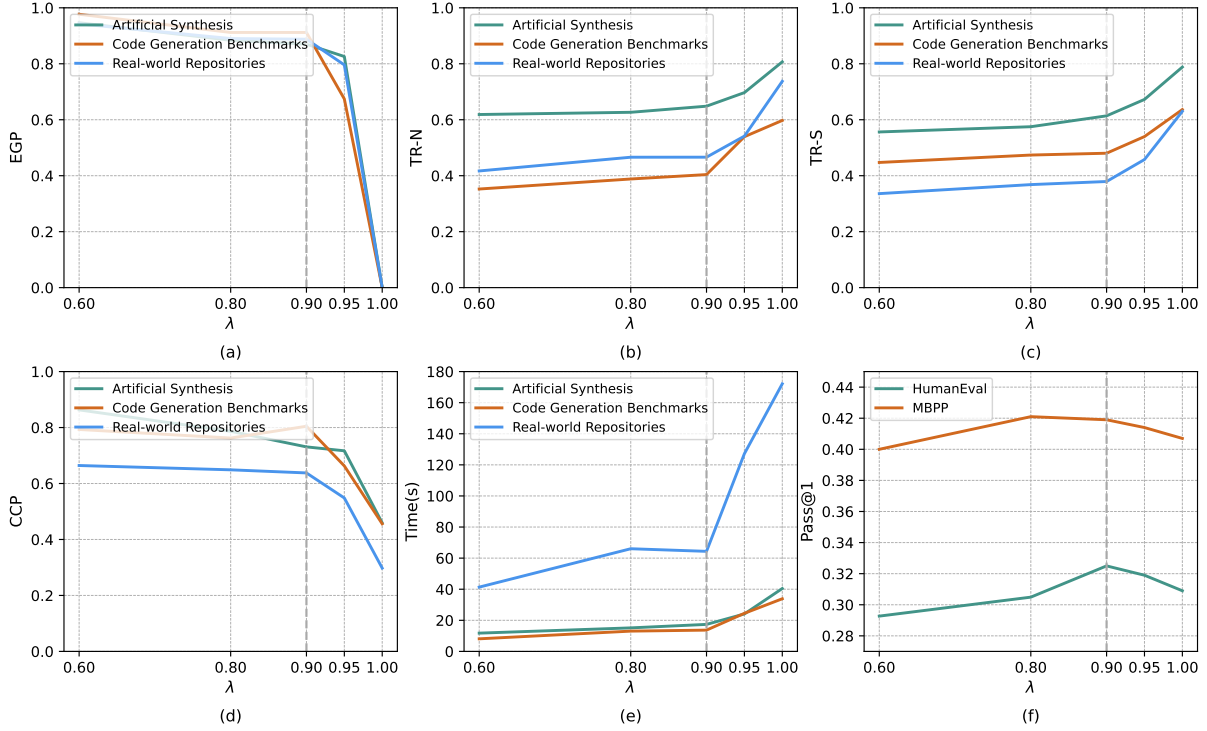 1.0
0.8
0.6
0.4
0.2
0.0
EGP
Artificial Synthesis
Code Generation Benchmarks
Real-world Repositories
0.60 0.80 0.90 0.95 1.00
λ
(a)
1.0
0.8
0.6
0.4
0.2
0.0
TR-N
Artificial Synthesis
Code Generation Benchmarks
Real-world Repositories
0.60 0.80 0.90 0.95 1.00
λ
(b)
1.0
0.8
0.6
0.4
0.2
0.0
TR-S
Artificial Synthesis
Code Generation Benchmarks
Real-world Repositories
0.60 0.80 0.90 0.95 1.00
λ
(c)
1.0
0.8
0.6
0.4
0.2
0.0
CCP
Artificial Synthesis
Code Generation Benchmarks
Real-world Repositories
0.60 0.80 0.90 0.95 1.00
λ
(d)
180
160
140
120
100
80
60
40
20
0
Time(s)
Artificial Synthesis
Code Generation Benchmarks
Real-world Repositories
0.60 0.80 0.90 0.95 1.00
λ
(e)
0.44
0.42
0.40
0.38
0.36
0.34
0.32
0.30
0.28
Pass@1
HumanEval
MBPP
0.60 0.80 0.90 0.95 1.00
λ
(f)